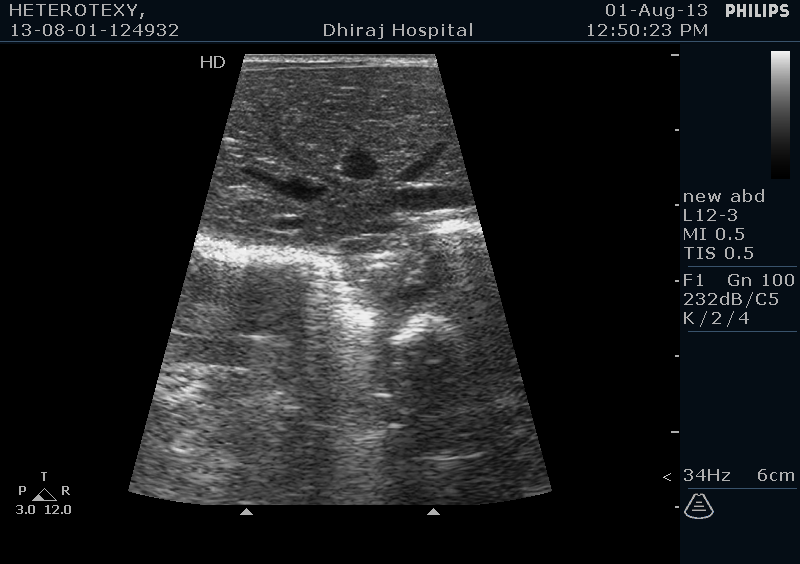 HETEROTEXY,
01-Aug-13 PHILIPS
13-08-01-124932
Dhiraj Hospital
12:50:23 PM
HD
new abd
L12-3
MI 0.5
TIS 0.5
F1 Gn 100
232dB/C5
K/2/4
< 34Hz 6cm
T
P R
3.0 12.0